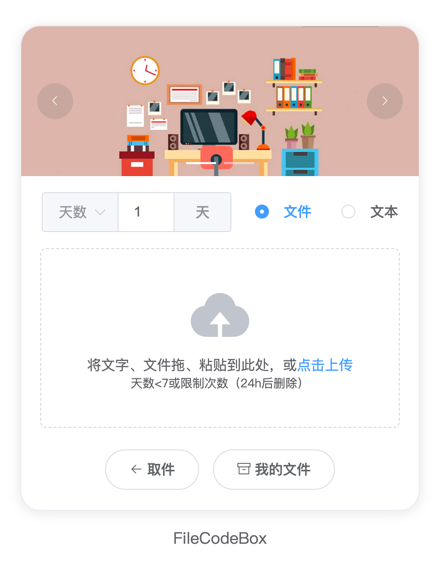 天数 1 天 文件 文本
将文字、文件拖、粘贴到此处，或点击上传
天数<7或限制次数（24h后删除）
取件 我的文件
FileCodeBox